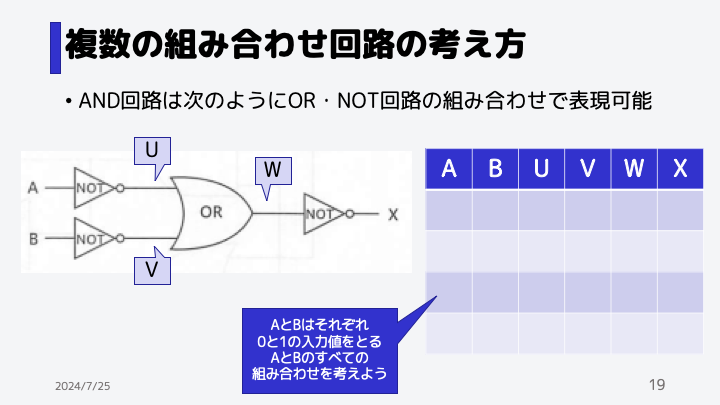 複数の組み合わせ回路の考え方
• AND回路は次のようにOR・NOT回路の組み合わせで表現可能
U
W
A NOT
OR
NOT X
B NOT
V
A B U V W X
AとBはそれぞれ
0と1の入力値をとる
AとBのすべての
組み合わせを考えよう
2024/7/25
19